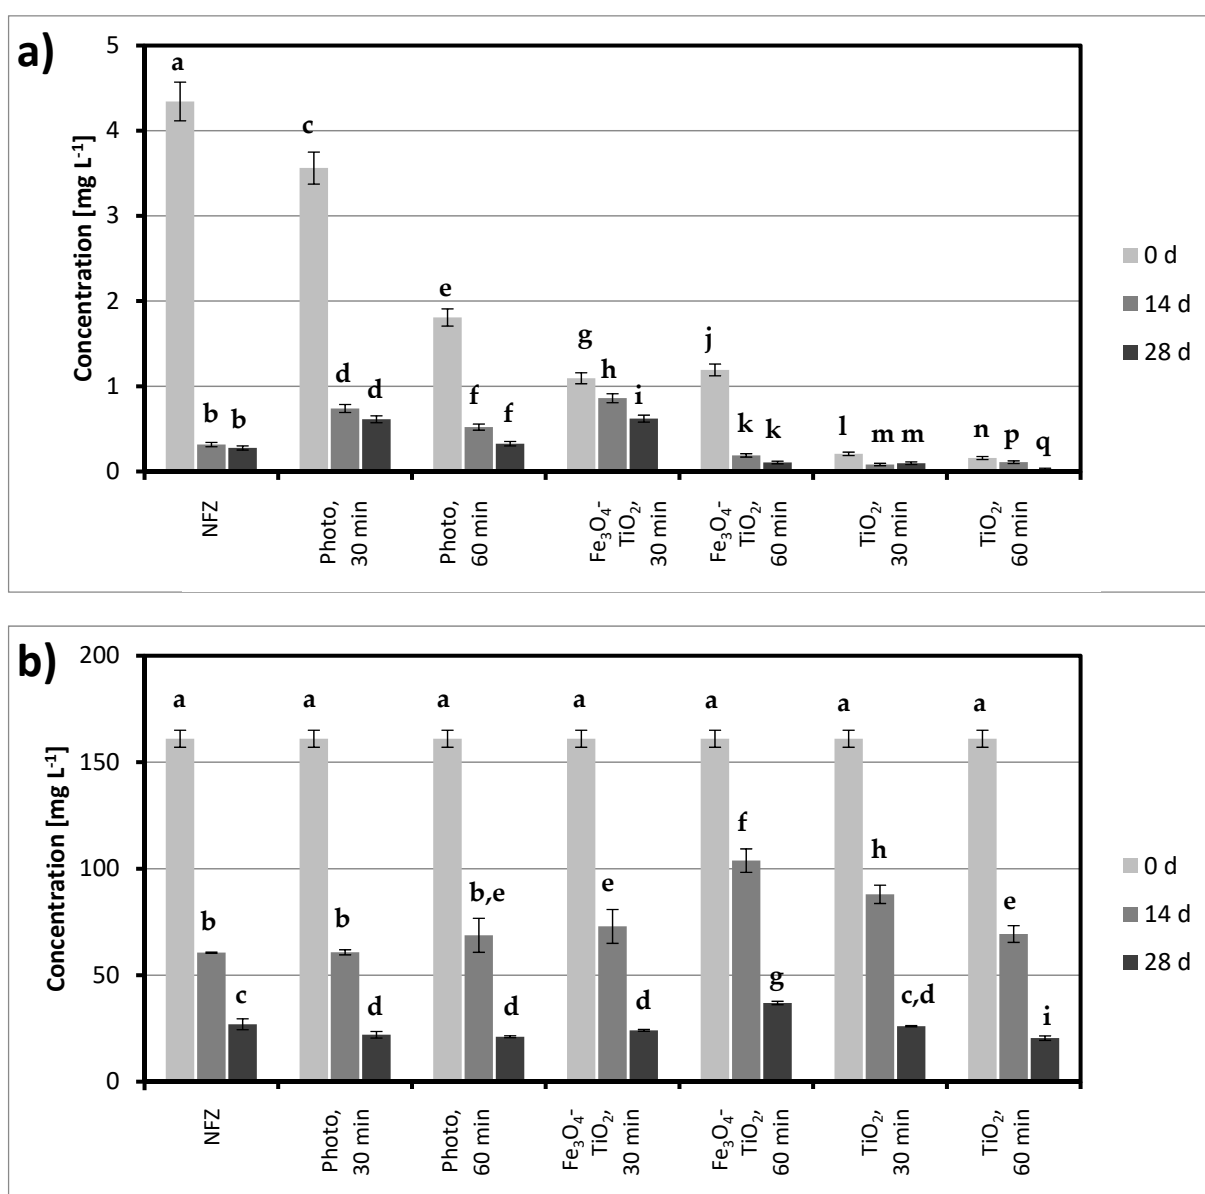 a)
Concentration [mg L⁻¹]
5
4
3
2
1
0
a
b b
c
d d
e
f f
g
h
i
j
k k
l
m m
n
p
q
NFZ
Photo,
30 min
Photo,
60 min
Fe₃O₄-
TiO₂,
30 min
Fe₃O₄-
TiO₂,
60 min
TiO₂,
30 min
TiO₂,
60 min
0 d
14 d
28 d
b)
Concentration [mg L⁻¹]
200
150
100
50
0
a
b
c
a
b
d
a
b,e
d
a
e
d
a
f
g
a
h
c,d
a
e
i
NFZ
Photo,
30 min
Photo,
60 min
Fe₃O₄-
TiO₂,
30 min
Fe₃O₄-
TiO₂,
60 min
TiO₂,
30 min
TiO₂,
60 min
0 d
14 d
28 d